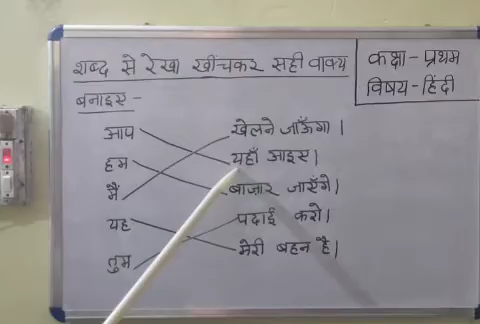 शब्द से रेखा खींचकर सही वाक्य
बनाइए -
कक्षा - प्रथम
विषय - हिंदी
आप खेलने जाऊँगा।
हम यहाँ आइए।
मैं बाज़ार जाएँगे।
यह पढ़ाई करो।
तुम मेरी बहन है।